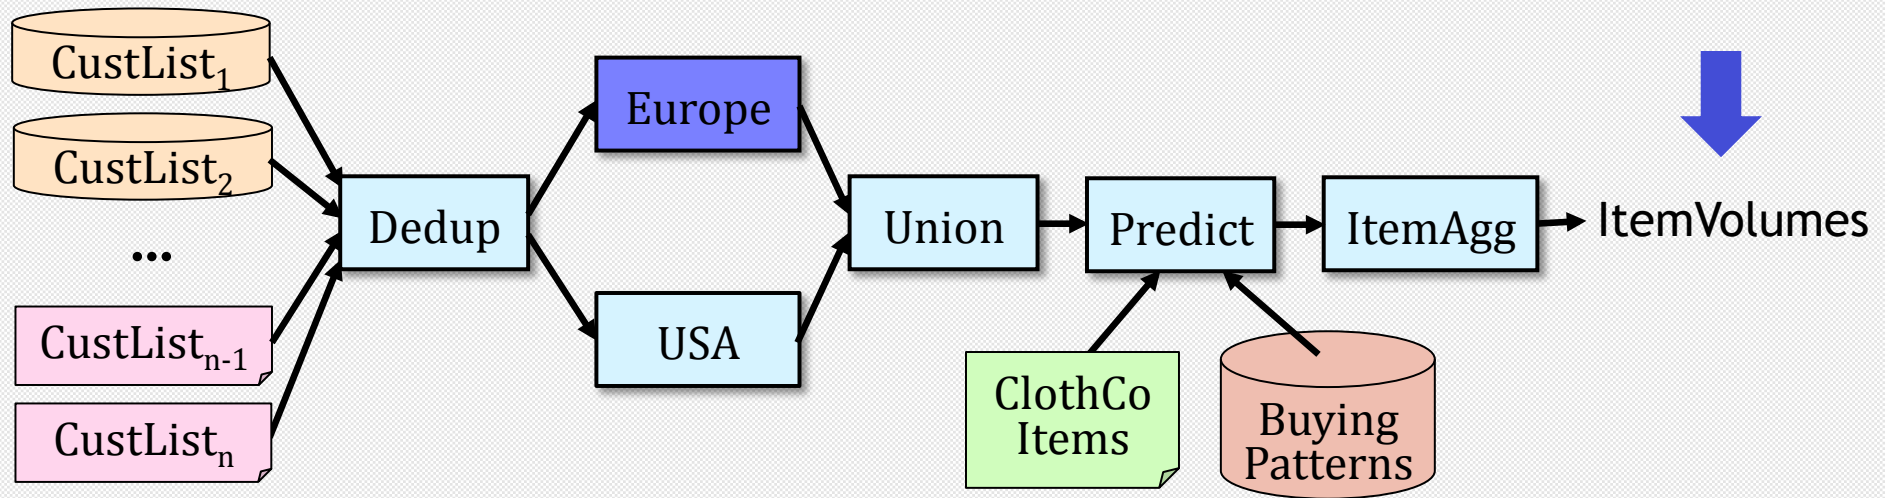 CustList₁
CustList₂
...
CustListₙ₋₁
CustListₙ
Dedup
Europe
USA
Union
Predict
ItemAgg
ItemVolumes
ClothCo
Items
Buying
Patterns